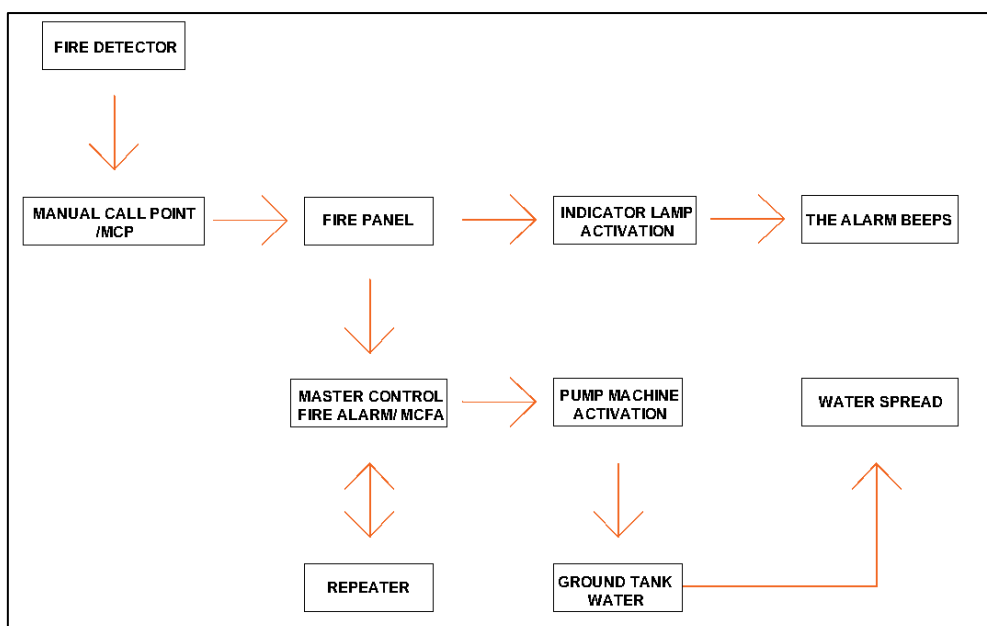 FIRE DETECTOR
MANUAL CALL POINT
/MCP
FIRE PANEL
INDICATOR LAMP
ACTIVATION
THE ALARM BEEPS
MASTER CONTROL
FIRE ALARM/ MCFA
PUMP MACHINE
ACTIVATION
WATER SPREAD
REPEATER
GROUND TANK
WATER